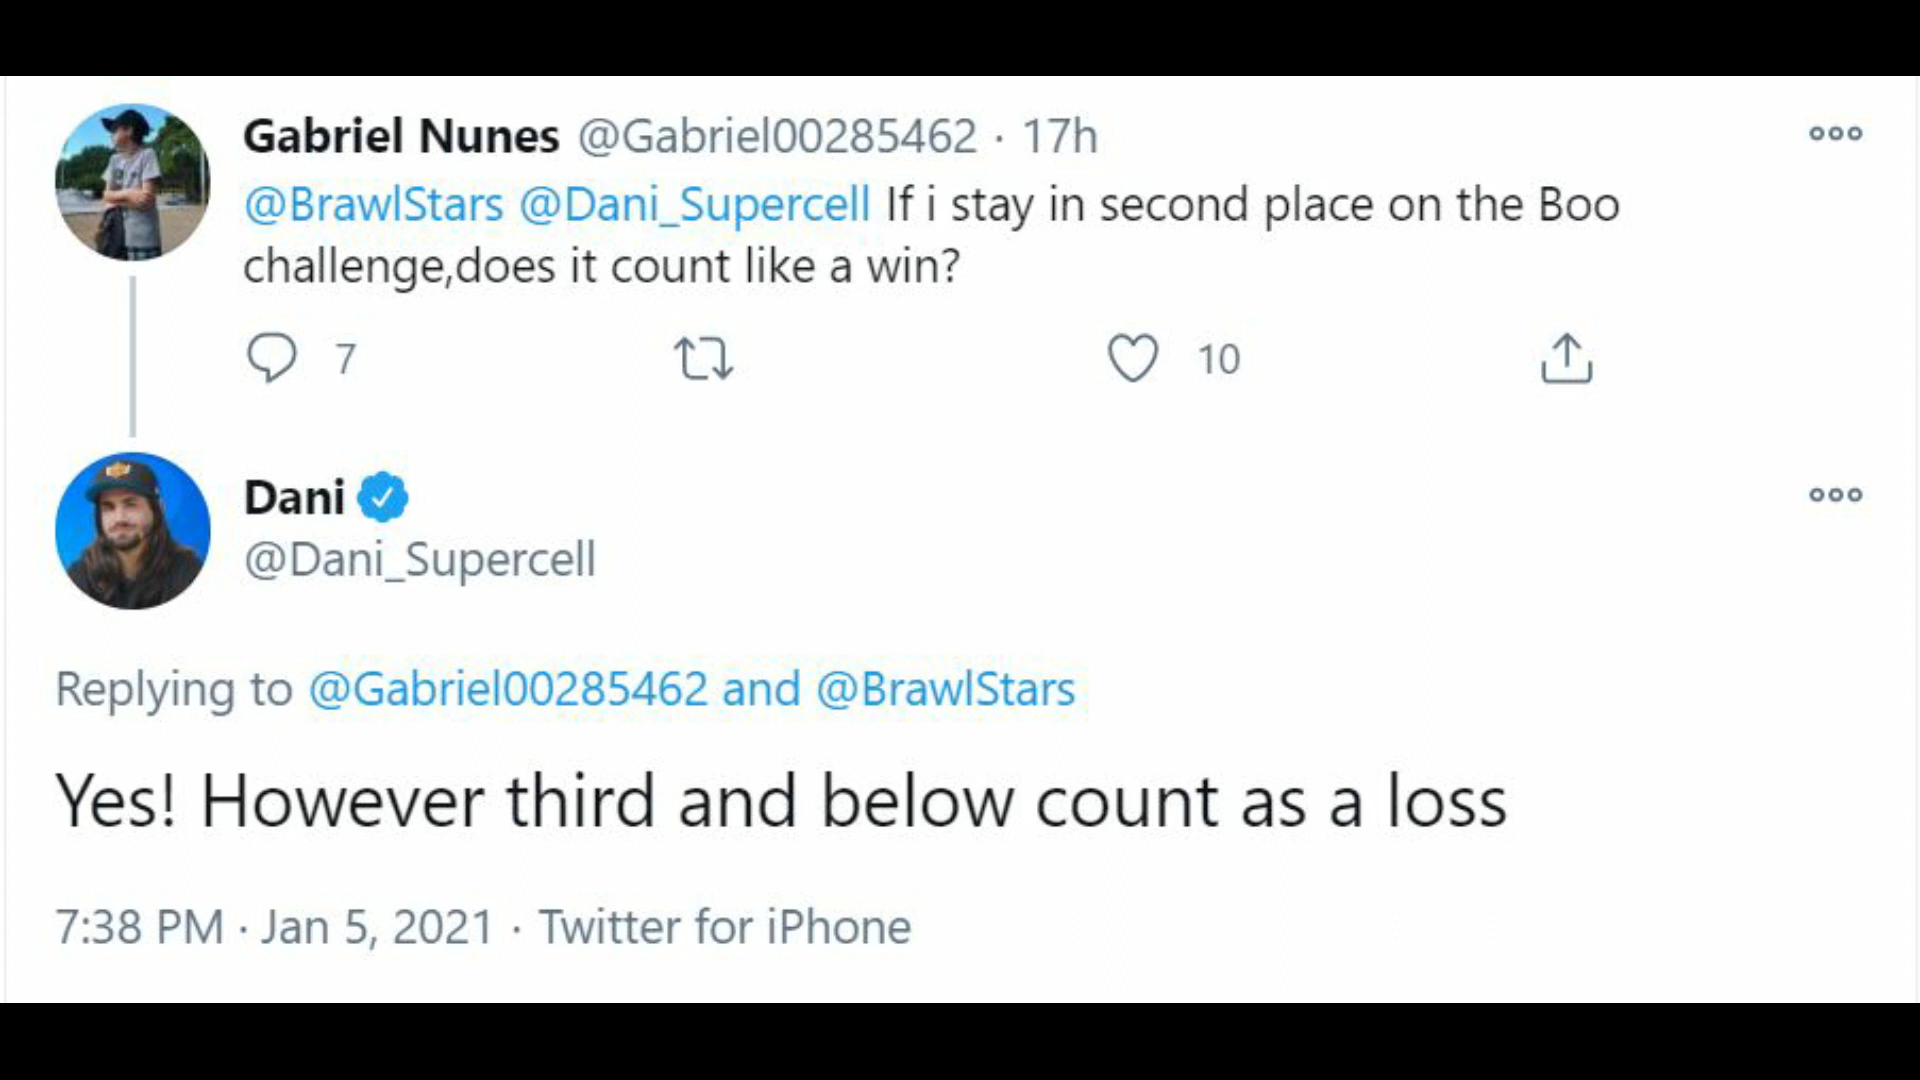 Gabriel Nunes @Gabriel00285462 · 17h
@BrawlStars @Dani_Supercell If i stay in second place on the Boo
challenge,does it count like a win?
7 10
Dani
@Dani_Supercell
Replying to @Gabriel00285462 and @BrawlStars
Yes! However third and below count as a loss
7:38 PM · Jan 5, 2021 · Twitter for iPhone